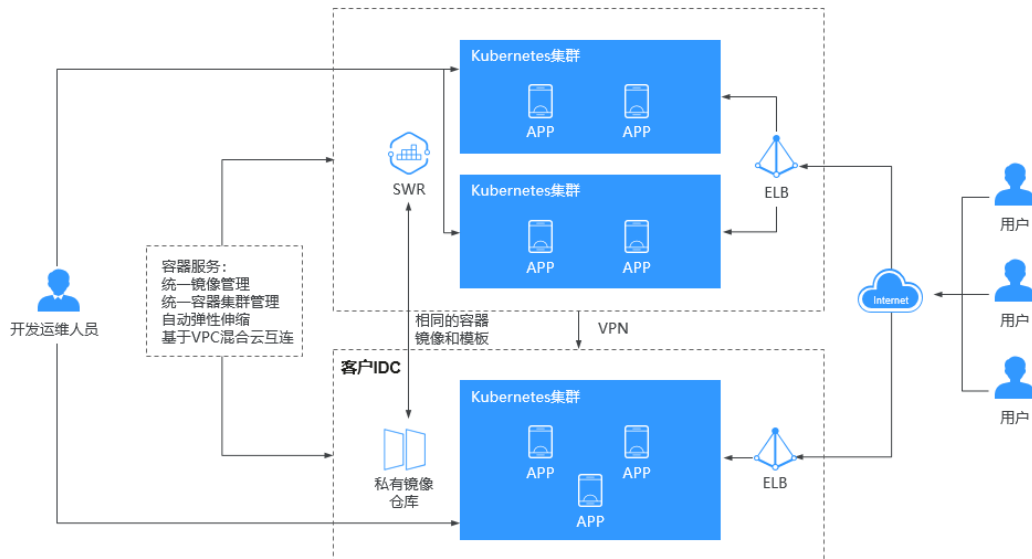 Kubernetes集群
APP
APP
SWR
ELB
Kubernetes集群
APP
APP
用户
用户
用户
Internet
容器服务：
统一镜像管理
统一容器集群管理
自动弹性伸缩
基于VPC混合云互连
开发运维人员
相同的容器
镜像和模板
VPN
客户IDC
Kubernetes集群
APP
APP
APP
私有镜像
仓库
ELB